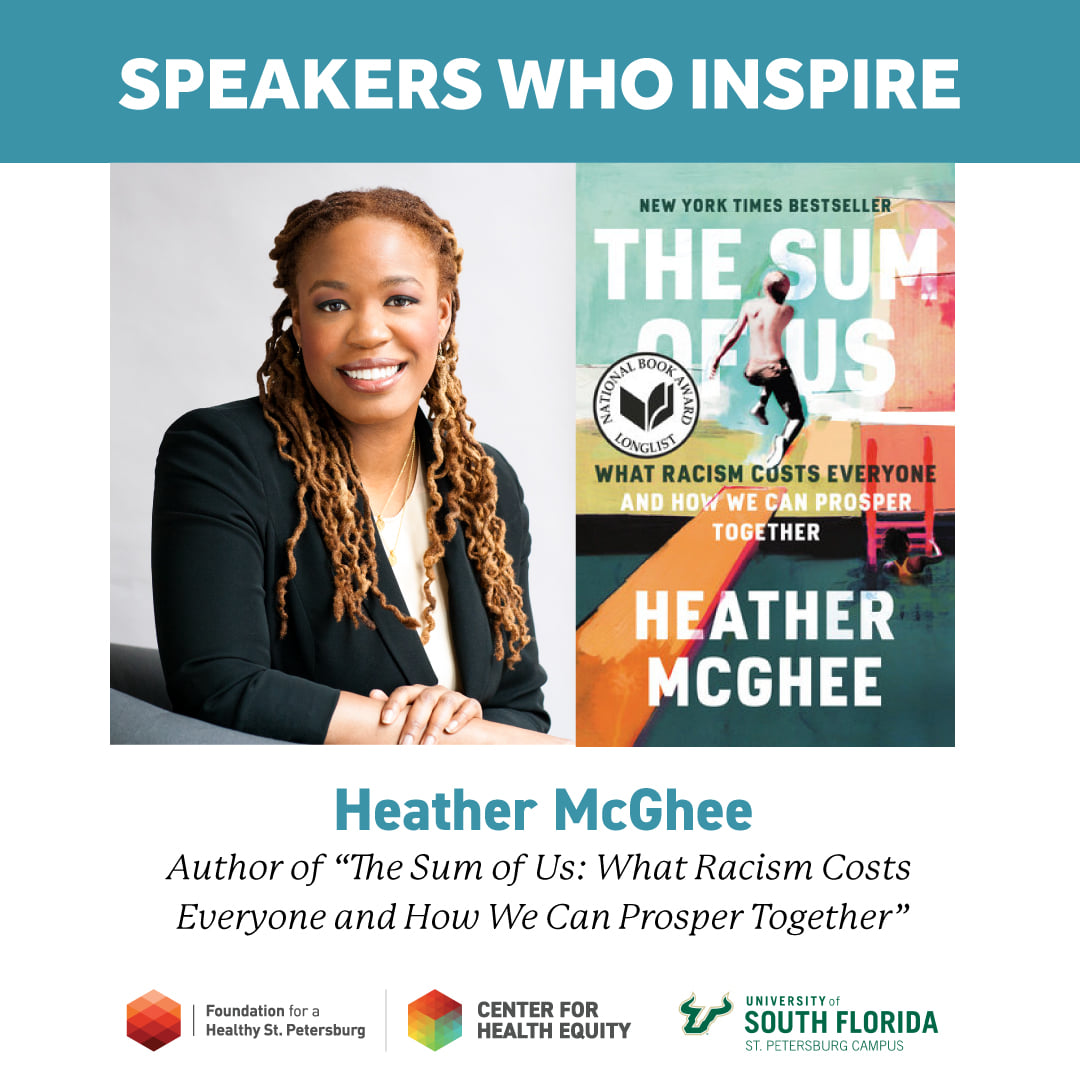 SPEAKERS WHO INSPIRE
NEW YORK TIMES BESTSELLER
THE SUM
OF US
NATIONAL BOOK AWARD
LONGLIST
WHAT RACISM COSTS EVERYONE
AND HOW WE CAN PROSPER
TOGETHER
HEATHER
MCGHEE
Heather McGhee
Author of “The Sum of Us: What Racism Costs
Everyone and How We Can Prosper Together”
Foundation for a
Healthy St. Petersburg
CENTER FOR
HEALTH EQUITY
UNIVERSITY of
SOUTH FLORIDA
ST. PETERSBURG CAMPUS